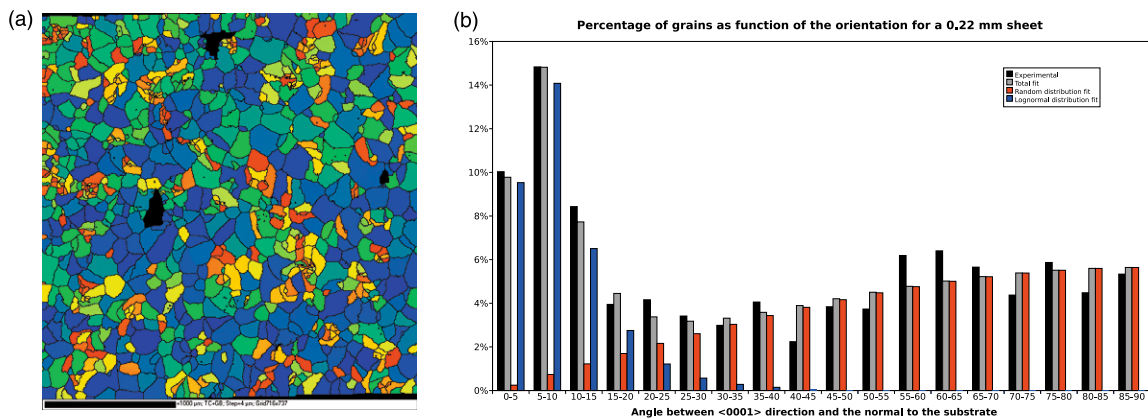 (a)
=1000 µm; TC+GB; Step=4 µm; Grid716x737
(b)
Percentage of grains as function of the orientation for a 0.22 mm sheet
16%
14%
12%
10%
8%
6%
4%
2%
0%
Experimental
Total fit
Random distribution fit
Lognormal distribution fit
0-5 5-10 10-15 15-20 20-25 25-30 30-35 35-40 40-45 45-50 50-55 55-60 60-65 65-70 70-75 75-80 80-85 85-90
Angle between <0001> direction and the normal to the substrate